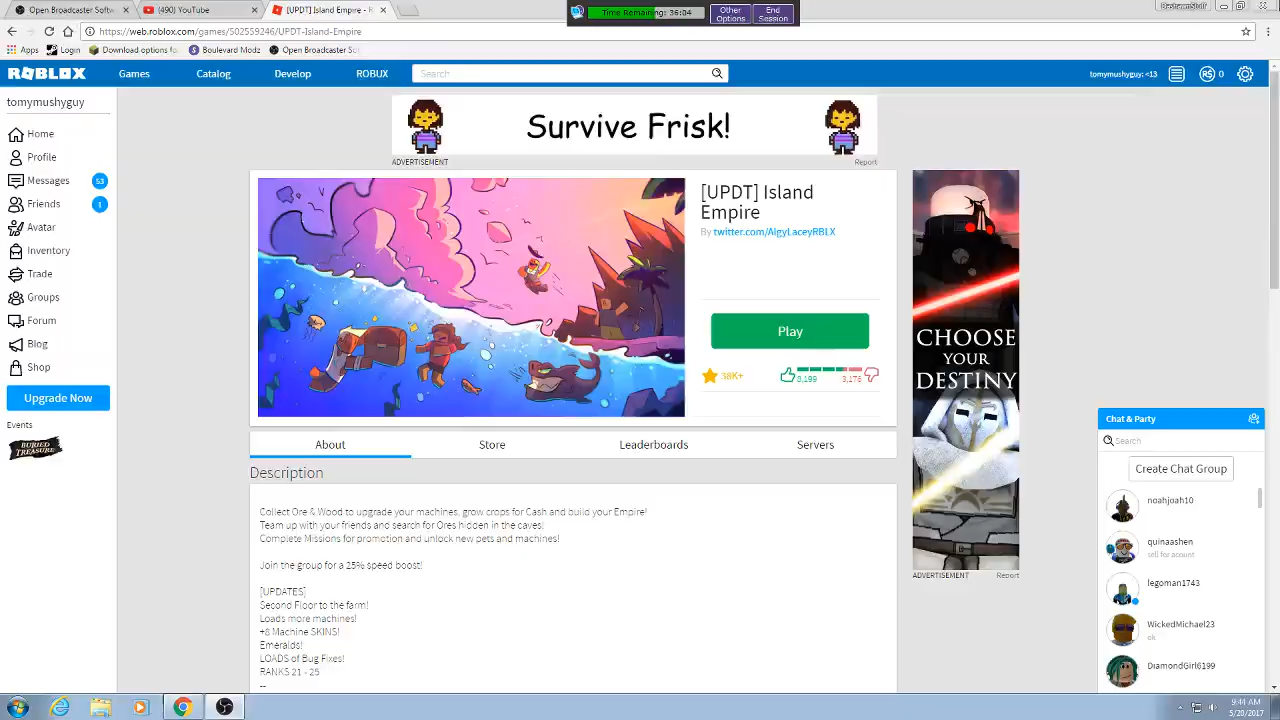 Open Broadcaster Softwar
(490) YouTube
[UPDT] Island Empire - R
Time Remaining: 36:04
Other Options
End Session
https://web.roblox.com/games/502559246/UPDT-Island-Empire
Apps
Login
Download options fo
Boulevard Modz
Open Broadcaster Sc
ROBLOX
Games
Catalog
Develop
ROBUX
Search
tomymushyguy: <13
0
tomymushyguy
Home
Profile
Messages
53
Friends
1
Avatar
Inventory
Trade
Groups
Forum
Blog
Shop
Upgrade Now
Events
BURIED TREASURE
Survive Frisk!
ADVERTISEMENT
Report
[UPDT] Island
Empire
By twitter.com/AlgyLaceyRBLX
Play
38K+
3,176
About
Store
Leaderboards
Servers
Description
Collect Ore & Wood to upgrade your machines, grow crops for Cash and build your Empire!
Team up with your friends and search for Ores hidden in the caves!
Complete Missions for promotion and unlock new pets and machines!
Join the group for a 25% speed boost!
[UPDATES]
Second Floor to the farm!
Loads more machines!
+8 Machine SKINS!
Emeralds!
LOADS of Bug Fixes!
RANKS 21 - 25
--
CHOOSE
YOUR
DESTINY
ADVERTISEMENT
Report
Chat & Party
Search
Create Chat Group
noahjoah10
quinaashen
sell for account
legoman1743
WickedMichael23
ok
DiamondGirl6199
9:44 AM
5/20/2017